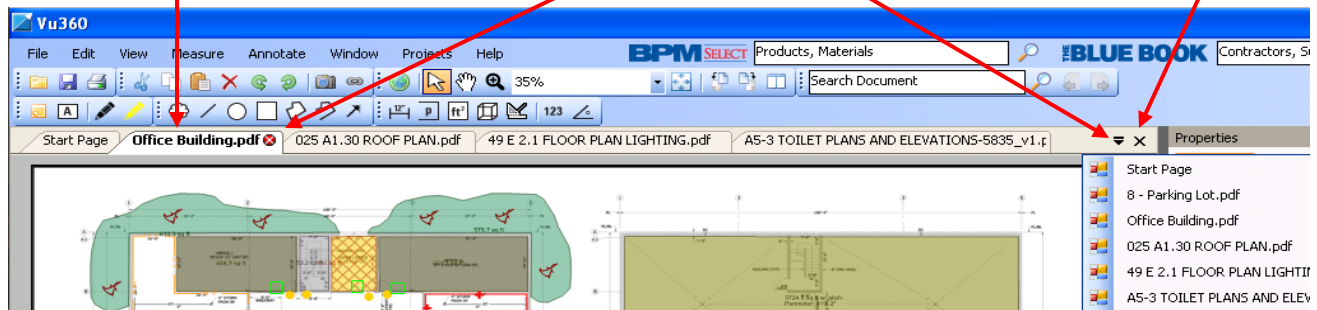 Vu360
File Edit View Measure Annotate Window Projects Help BPM SELECT Products, Materials THE BLUE BOOK Contractors, S
35% Search Document
A 12" P ft² 123
Start Page Office Building.pdf 025 A1.30 ROOF PLAN.pdf 49 E 2.1 FLOOR PLAN LIGHTING.pdf A5-3 TOILET PLANS AND ELEVATIONS-5835_v1.p Properties
Start Page
8 - Parking Lot.pdf
Office Building.pdf
025 A1.30 ROOF PLAN.pdf
49 E 2.1 FLOOR PLAN LIGHTI
A5-3 TOILET PLANS AND ELEV